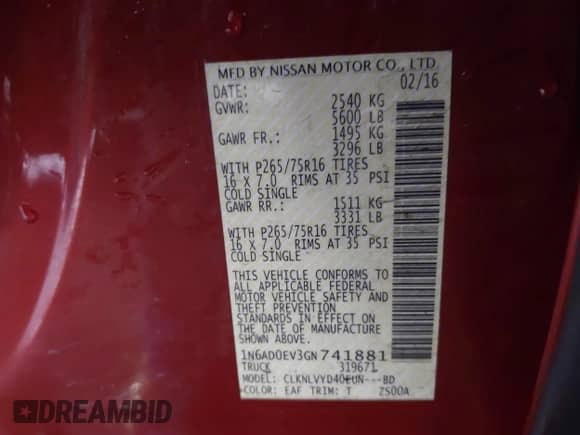 MFD BY NISSAN MOTOR CO., LTD
DATE: 02/16
GVWR: 2540 KG
5600 LB
GAWR FR.: 1495 KG
3296 LB
WITH P265/75R16 TIRES
16 X 7.0 RIMS AT 35 PSI
COLD SINGLE
GAWR RR.: 1511 KG
3331 LB
WITH P265/75R16 TIRES
16 X 7.0 RIMS AT 35 PSI
COLD SINGLE
THIS VEHICLE CONFORMS TO
ALL APPLICABLE FEDERAL
MOTOR VEHICLE SAFETY AND
THEFT PREVENTION
STANDARDS IN EFFECT ON
THE DATE OF MANUFACTURE
SHOWN ABOVE.
1N6AD0EV3GN741881
TRUCK 319671
MODEL: CLKNLVYD40EUN---BD
COLOR: EAF TRIM: T ZS00A
DREAMBID